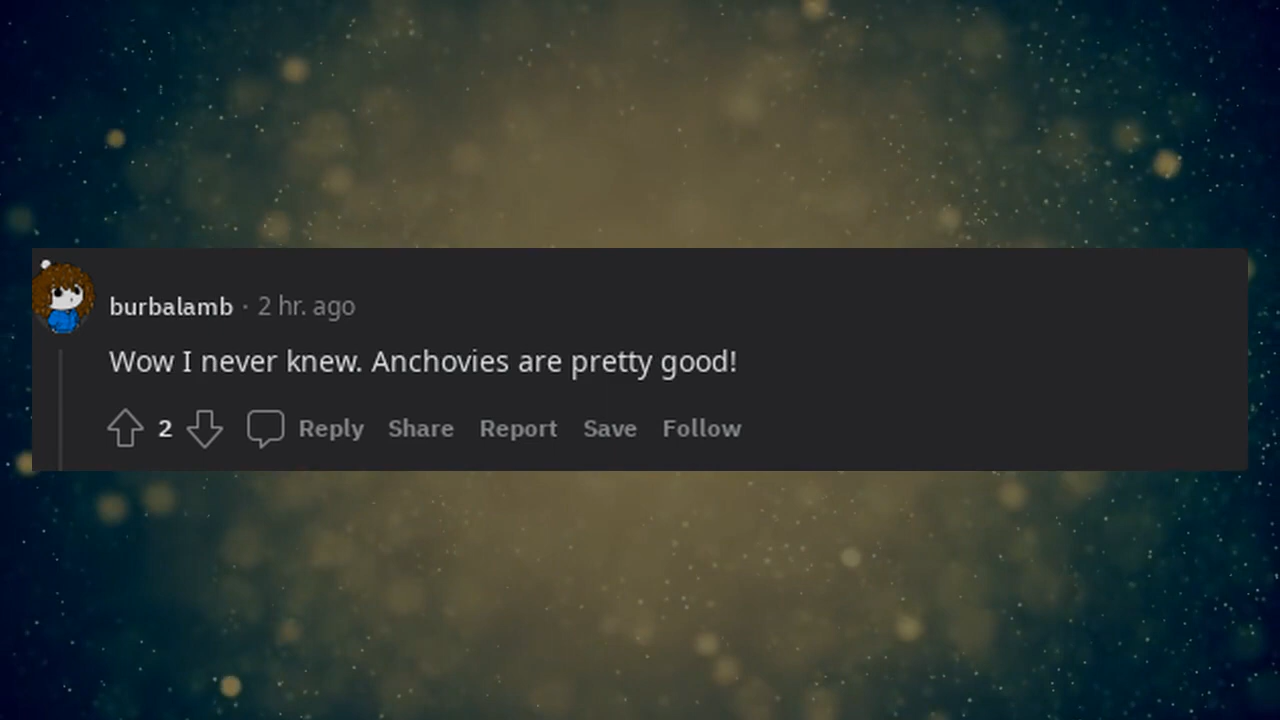 burbalamb · 2 hr. ago
Wow I never knew. Anchovies are pretty good!
2 Reply Share Report Save Follow